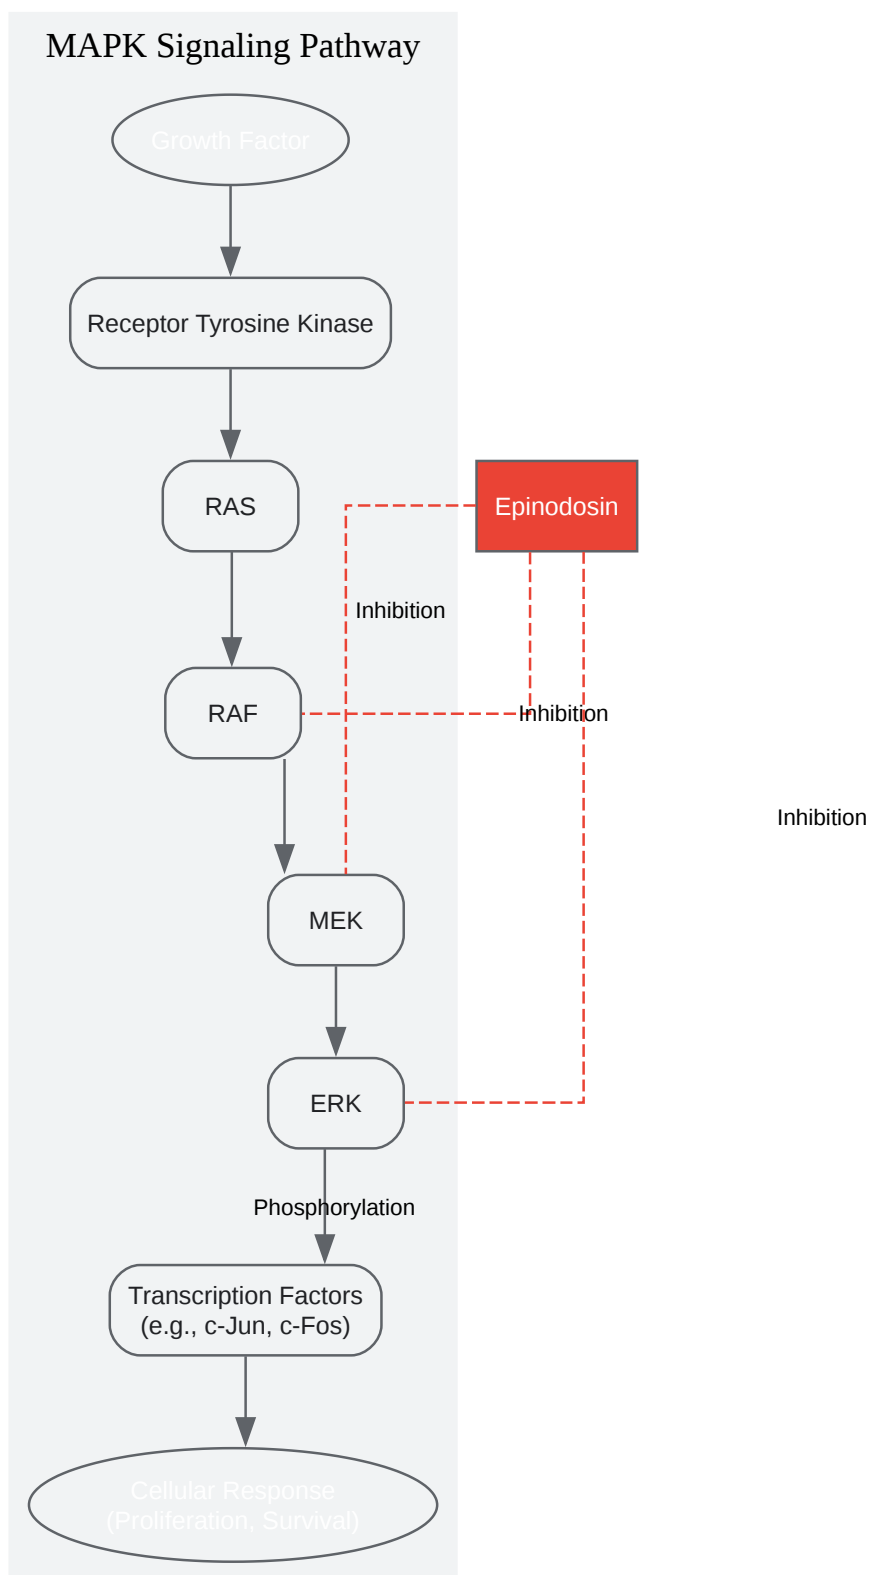 MAPK Signaling Pathway
Growth Factor
Receptor Tyrosine Kinase
RAS
Epinodosin
Inhibition
RAF
Inhibition
Inhibition
MEK
ERK
Phosphorylation
Transcription Factors
(e.g., c-Jun, c-Fos)
Cellular Response
(Proliferation, Survival)